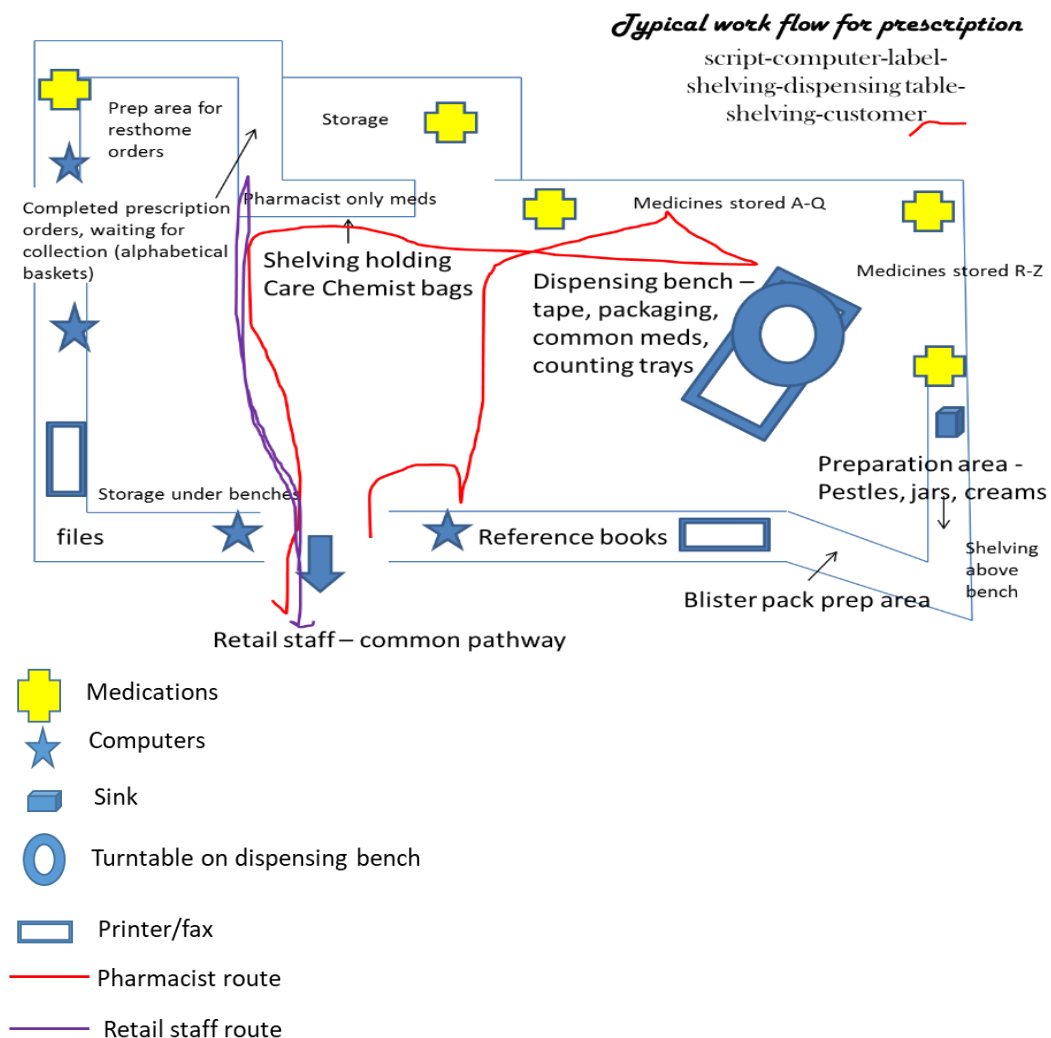 Typical work flow for prescription
script-computer-label-
shelving-dispensing table-
shelving-customer
Prep area for
resthome
orders
Storage
Completed prescription
orders, waiting for
collection (alphabetical
baskets)
Pharmacist only meds
Medicines stored A-Q
Shelving holding
Care Chemist bags
Dispensing bench –
tape, packaging,
common meds,
counting trays
Medicines stored R-Z
Preparation area -
Pestles, jars, creams
Storage under benches
files
Reference books
Shelving
above
bench
Blister pack prep area
Retail staff – common pathway
Medications
Computers
Sink
Turntable on dispensing bench
Printer/fax
Pharmacist route
Retail staff route